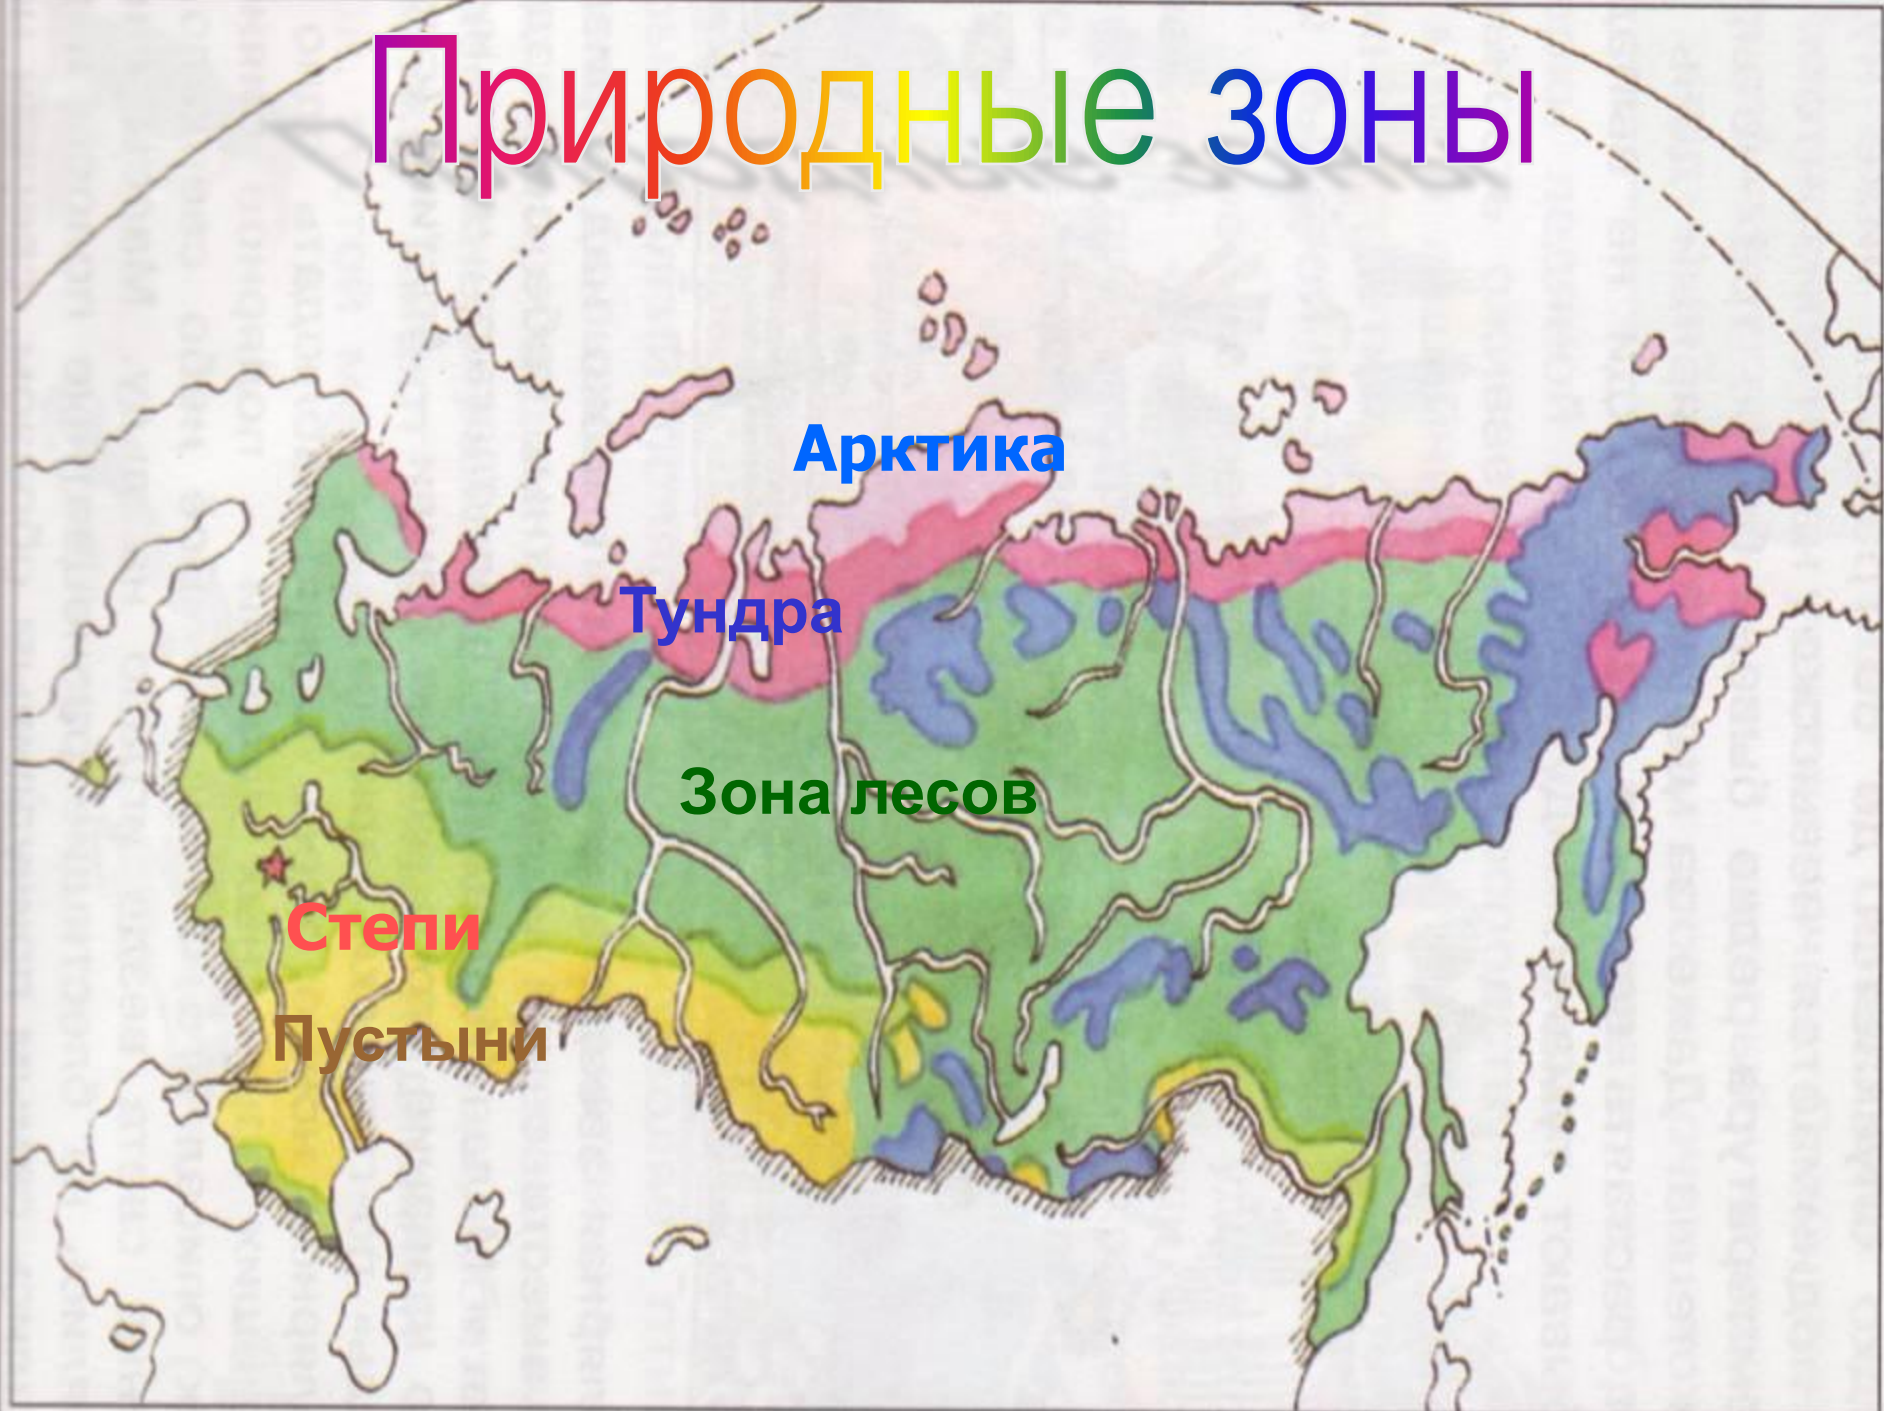 Природные зоны
Арктика
Тундра
Зона лесов
Степи
Пустыни